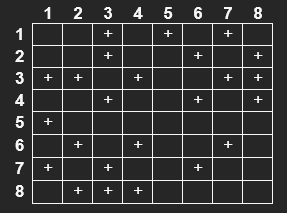 1 2 3 4 5 6 7 8
1 + + +
2 + + +
3 + + + + +
4 + + +
5 +
6 + + +
7 + + +
8 + + +